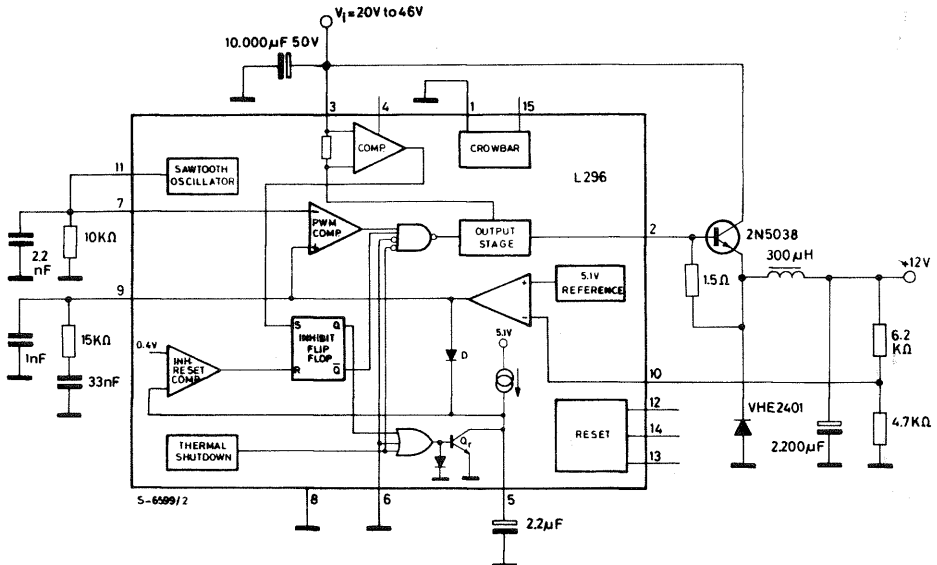 Vi = 20V to 46V
10.000µF 50V
3
4
1
15
COMP.
CROWBAR
L296
11
SAWTOOTH
OSCILLATOR
7
PWM
COMP
OUTPUT
STAGE
2
2N5038
300µH
+12V
2.2
nF
10KΩ
1.5Ω
5.1V
REFERENCE
9
1nF
15KΩ
33nF
0.4V
INH.
RESET
COMP.
S
Q
INHIBIT
FLIP
FLOP
R
Q̅
D
5.1V
6.2
KΩ
10
12
RESET
14
13
VHE2401
2.200µF
4.7KΩ
THERMAL
SHUTDOWN
Qr
S-6599/2
8
6
5
2.2µF